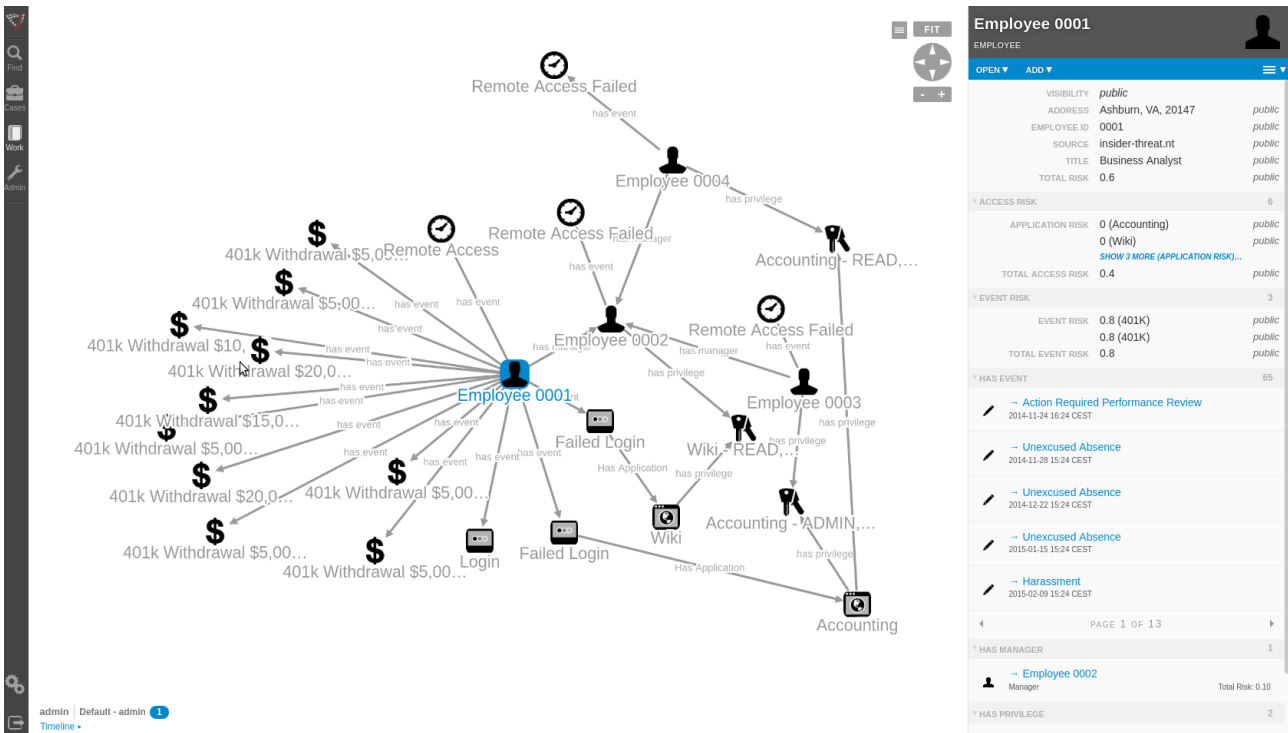 Find
Cases
Work
Admin
FIT
- +
Remote Access Failed
has event
Employee 0004
has privilege
Remote Access Failed
Remote Access
401k Withdrawal $5,00…
Accounting - READ,…
has event
401k Withdrawal $5,00…
has event
has event
Remote Access Failed
has event
401k Withdrawal $10,
Employee 0002
has manager
has event
has event
401k Withdrawal $20,0…
has privilege
has event
Employee 0001
Employee 0003
has event
401k Withdrawal $15,0…
has event
has event
has privilege
Failed Login
has privilege
401k Withdrawal $5,00…
Wiki - READ,…
has event
has event
has event
has event
Has Application
has privilege
401k Withdrawal $20,0…
401k Withdrawal $5,00…
Accounting - ADMIN,…
Wiki
401k Withdrawal $5,00…
Failed Login
has privilege
Login
401k Withdrawal $5,00…
Has Application
Accounting
admin
Default - admin 1
Timeline
Employee 0001
EMPLOYEE
OPEN ADD
VISIBILITY public
ADDRESS Ashburn, VA, 20147 public
EMPLOYEE ID 0001 public
SOURCE insider-threat.nt public
TITLE Business Analyst public
TOTAL RISK 0.6 public
ACCESS RISK 6
APPLICATION RISK 0 (Accounting) public
0 (Wiki) public
SHOW 3 MORE (APPLICATION RISK)…
TOTAL ACCESS RISK 0.4 public
EVENT RISK 3
EVENT RISK 0.8 (401K) public
0.8 (401K) public
TOTAL EVENT RISK 0.8 public
HAS EVENT 65
→ Action Required Performance Review
2014-11-24 16:24 CEST
→ Unexcused Absence
2014-11-28 15:24 CEST
→ Unexcused Absence
2014-12-22 15:24 CEST
→ Unexcused Absence
2015-01-15 15:24 CEST
→ Harassment
2015-02-09 15:24 CEST
PAGE 1 OF 13
HAS MANAGER 1
→ Employee 0002
Manager Total Risk: 0.10
HAS PRIVILEGE 2